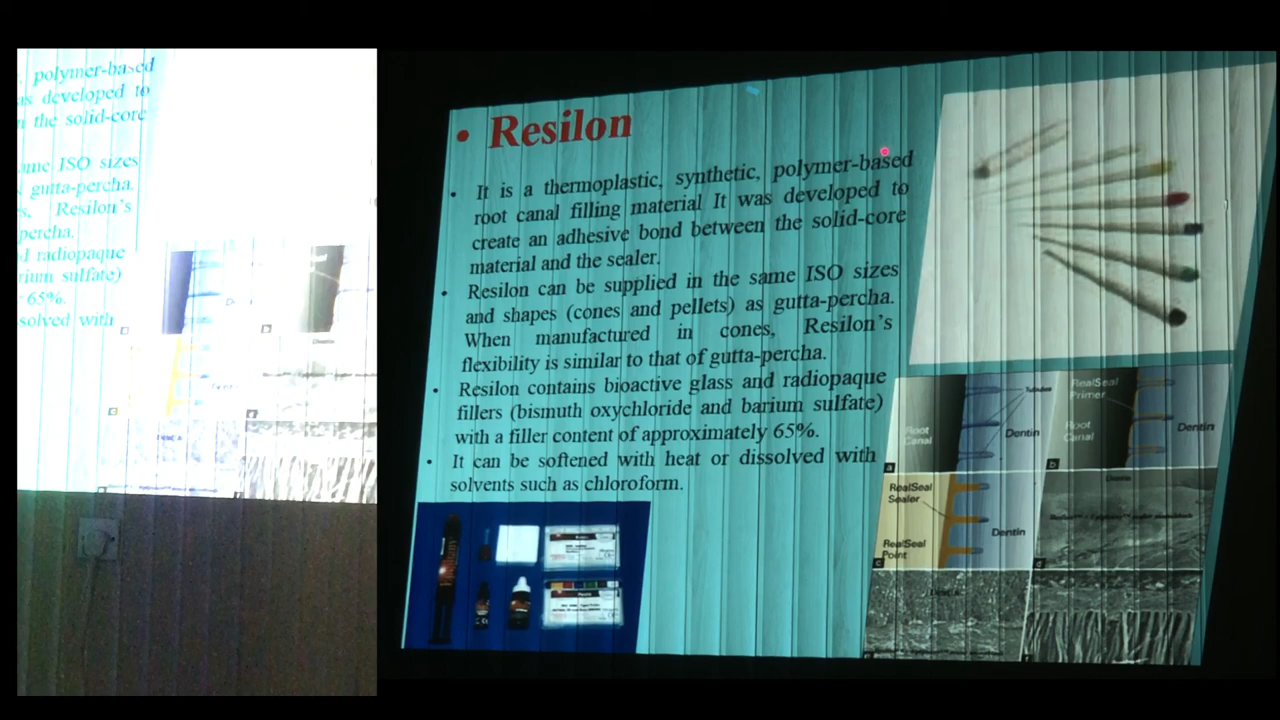 polymer-based
as developed to
the solid-core
ISO sizes
gutta-percha.
Resilon's
percha.
radiopaque
sulfate)
65%.
solved with
• Resilon
• It is a thermoplastic, synthetic, polymer-based
root canal filling material It was developed to
create an adhesive bond between the solid-core
material and the sealer.
• Resilon can be supplied in the same ISO sizes
and shapes (cones and pellets) as gutta-percha.
When manufactured in cones, Resilon's
flexibility is similar to that of gutta-percha.
• Resilon contains bioactive glass and radiopaque
fillers (bismuth oxychloride and barium sulfate)
with a filler content of approximately 65%.
• It can be softened with heat or dissolved with
solvents such as chloroform.
Tubules
Root
Canal
Dentin
a
RealSeal
Primer
Root
Canal
Dentin
b
RealSeal
Sealer
Dentin
RealSeal
Point
c
Dentin
d